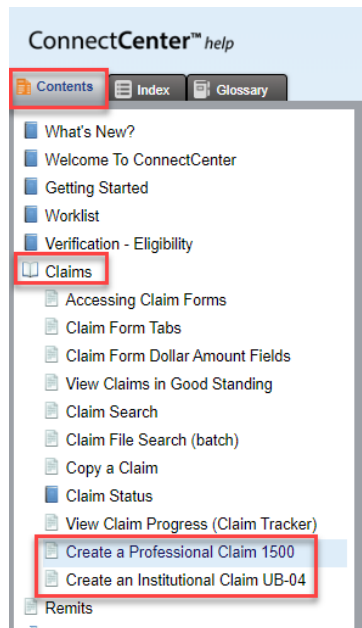 ConnectCenter™ help
Contents Index Glossary
What's New?
Welcome To ConnectCenter
Getting Started
Worklist
Verification - Eligibility
Claims
Accessing Claim Forms
Claim Form Tabs
Claim Form Dollar Amount Fields
View Claims in Good Standing
Claim Search
Claim File Search (batch)
Copy a Claim
Claim Status
View Claim Progress (Claim Tracker)
Create a Professional Claim 1500
Create an Institutional Claim UB-04
Remits